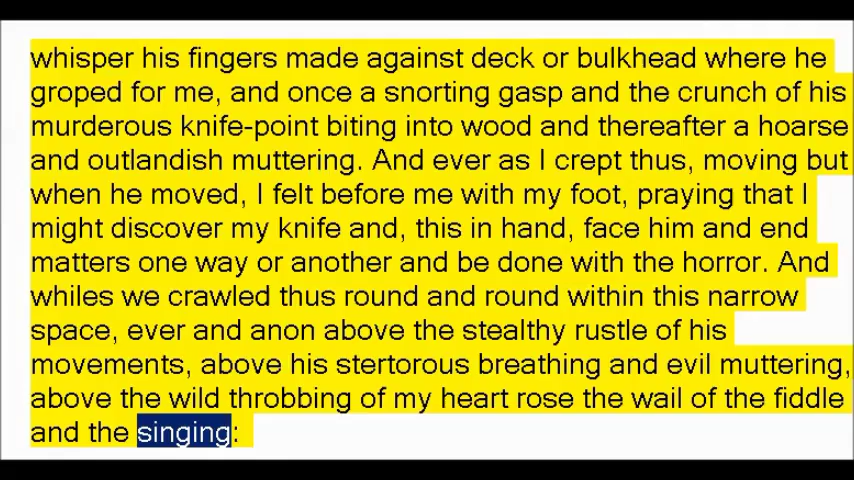 whisper his fingers made against deck or bulkhead where he
groped for me, and once a snorting gasp and the crunch of his
murderous knife-point biting into wood and thereafter a hoarse
and outlandish muttering. And ever as I crept thus, moving but
when he moved, I felt before me with my foot, praying that I
might discover my knife and, this in hand, face him and end
matters one way or another and be done with the horror. And
whiles we crawled thus round and round within this narrow
space, ever and anon above the stealthy rustle of his
movements, above his stertorous breathing and evil muttering,
above the wild throbbing of my heart rose the wail of the fiddle
and the singing: